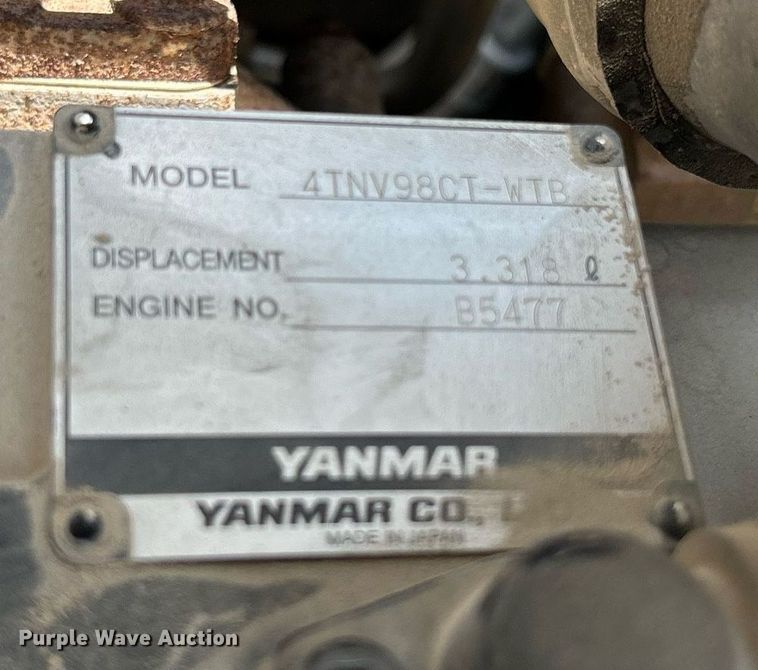 MODEL 4TNV98CT-WTB
DISPLACEMENT 3.318 ℓ
ENGINE NO. B5477
YANMAR
YANMAR CO.,
MADE IN JAPAN
Purple Wave Auction